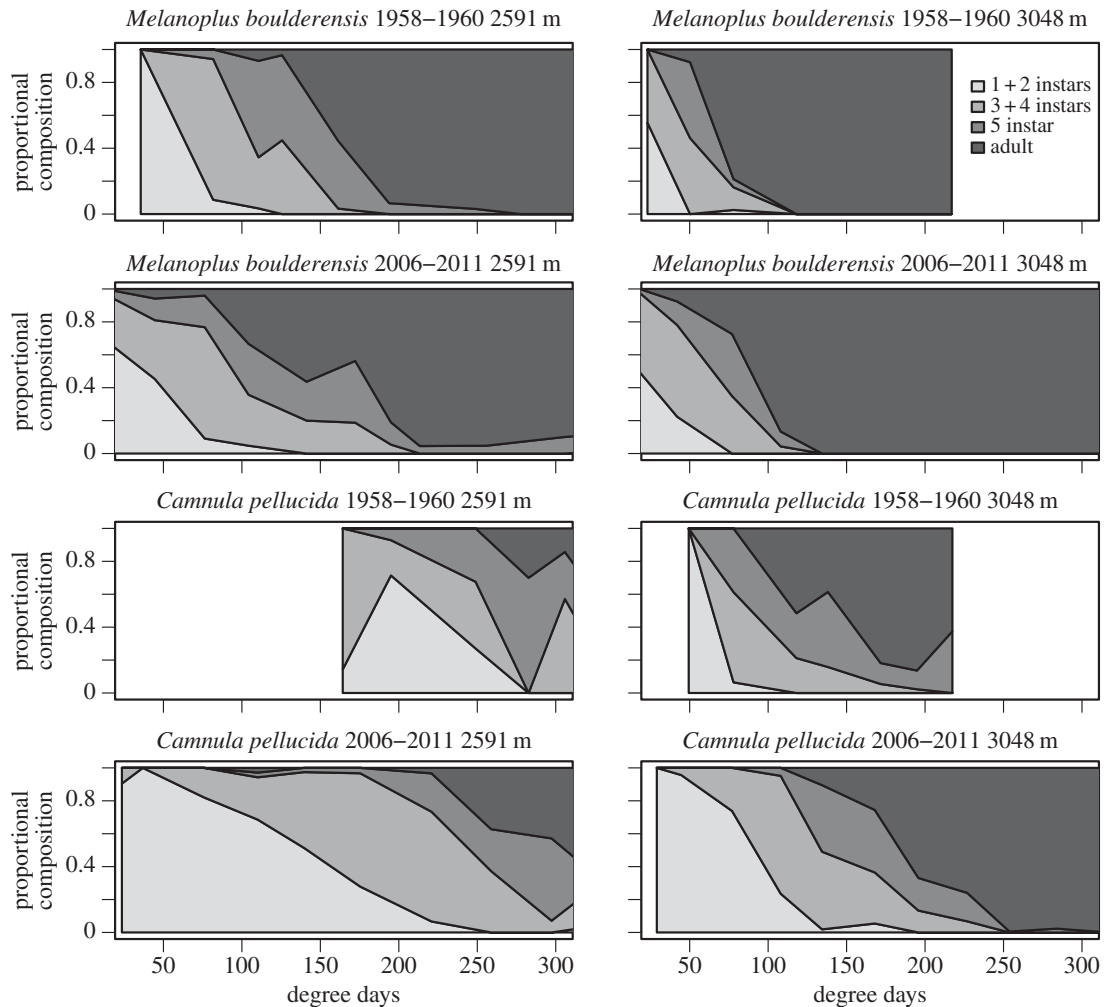 Melanoplus boulderensis 1958–1960 2591 m
Melanoplus boulderensis 1958–1960 3048 m
proportional
composition
0.8
0.4
0
1 + 2 instars
3 + 4 instars
5 instar
adult
Melanoplus boulderensis 2006–2011 2591 m
Melanoplus boulderensis 2006–2011 3048 m
proportional
composition
0.8
0.4
0
Camnula pellucida 1958–1960 2591 m
Camnula pellucida 1958–1960 3048 m
proportional
composition
0.8
0.4
0
Camnula pellucida 2006–2011 2591 m
Camnula pellucida 2006–2011 3048 m
proportional
composition
0.8
0.4
0
50 100 150 200 250 300
50 100 150 200 250 300
degree days
degree days